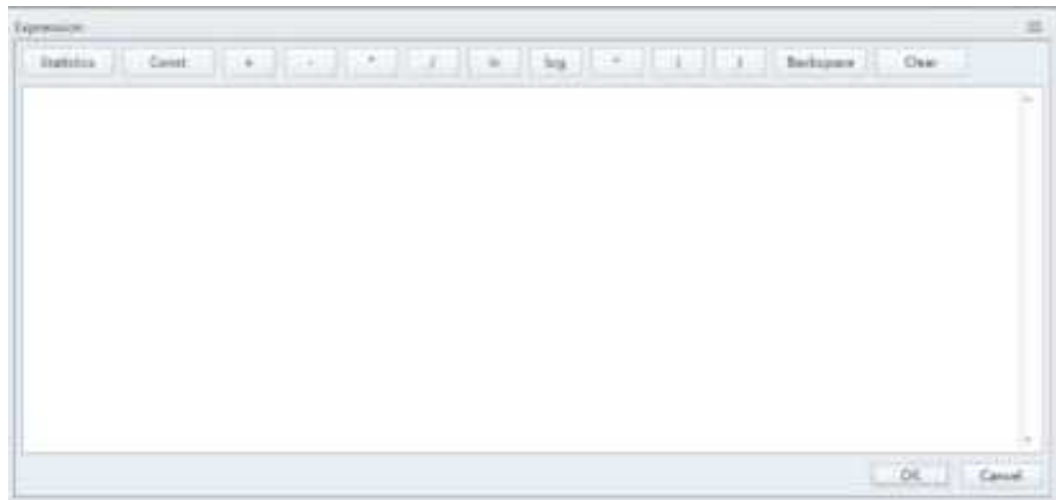 Expression
Statistics Const + - * / ln log ^ ( ) Backspace Clear
OK Cancel